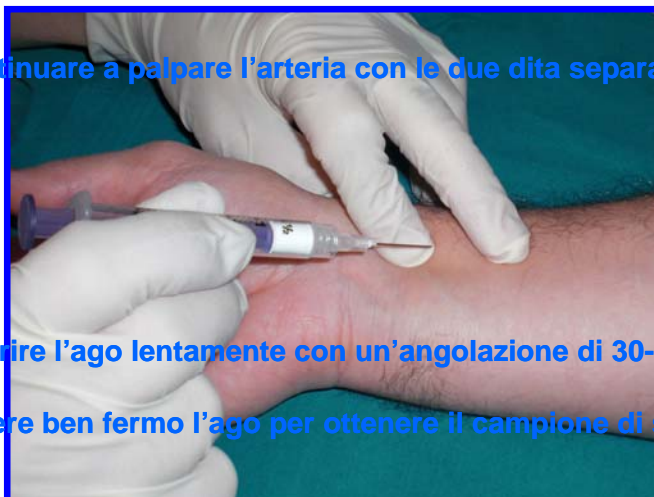 tinuare a palpare l’arteria con le due dita separa
rire l’ago lentamente con un’angolazione di 30-
ere ben fermo l’ago per ottenere il campione di